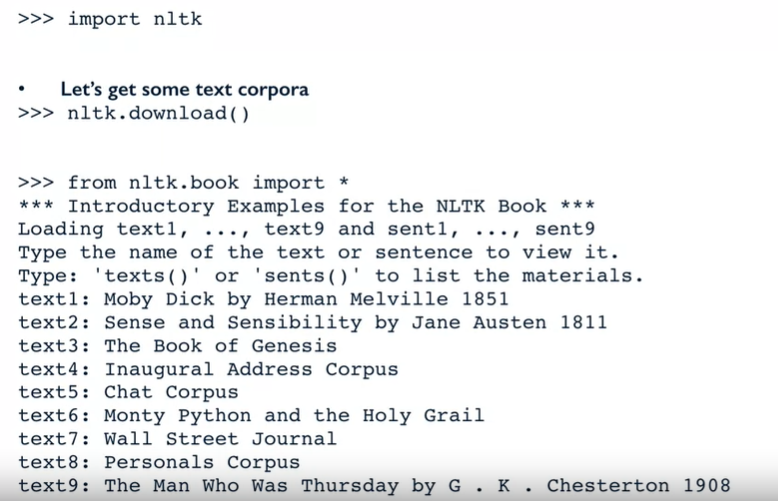 >>> import nltk
• Let's get some text corpora
>>> nltk.download()
>>> from nltk.book import *
*** Introductory Examples for the NLTK Book ***
Loading text1, ..., text9 and sent1, ..., sent9
Type the name of the text or sentence to view it.
Type: 'texts()' or 'sents()' to list the materials.
text1: Moby Dick by Herman Melville 1851
text2: Sense and Sensibility by Jane Austen 1811
text3: The Book of Genesis
text4: Inaugural Address Corpus
text5: Chat Corpus
text6: Monty Python and the Holy Grail
text7: Wall Street Journal
text8: Personals Corpus
text9: The Man Who Was Thursday by G . K . Chesterton 1908